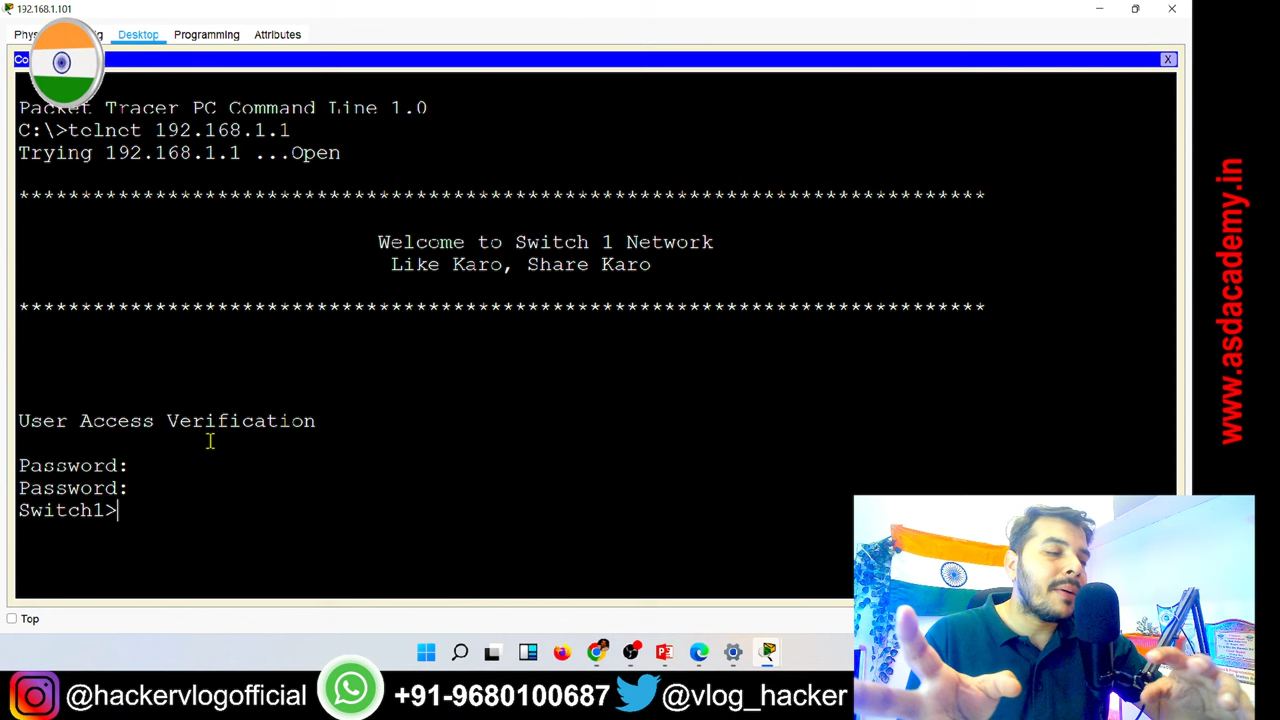 192.168.1.101
Desktop
Programming
Attributes
X
Packet Tracer PC Command Line 1.0
C:\>telnet 192.168.1.1
Trying 192.168.1.1 ...Open
*******************************************************************************
Welcome to Switch 1 Network
Like Karo, Share Karo
*******************************************************************************
User Access Verification
Password:
Password:
Switch1>
Top
www.asdacademy.in
@hackervlogofficial
+91-9680100687
@vlog_hacker